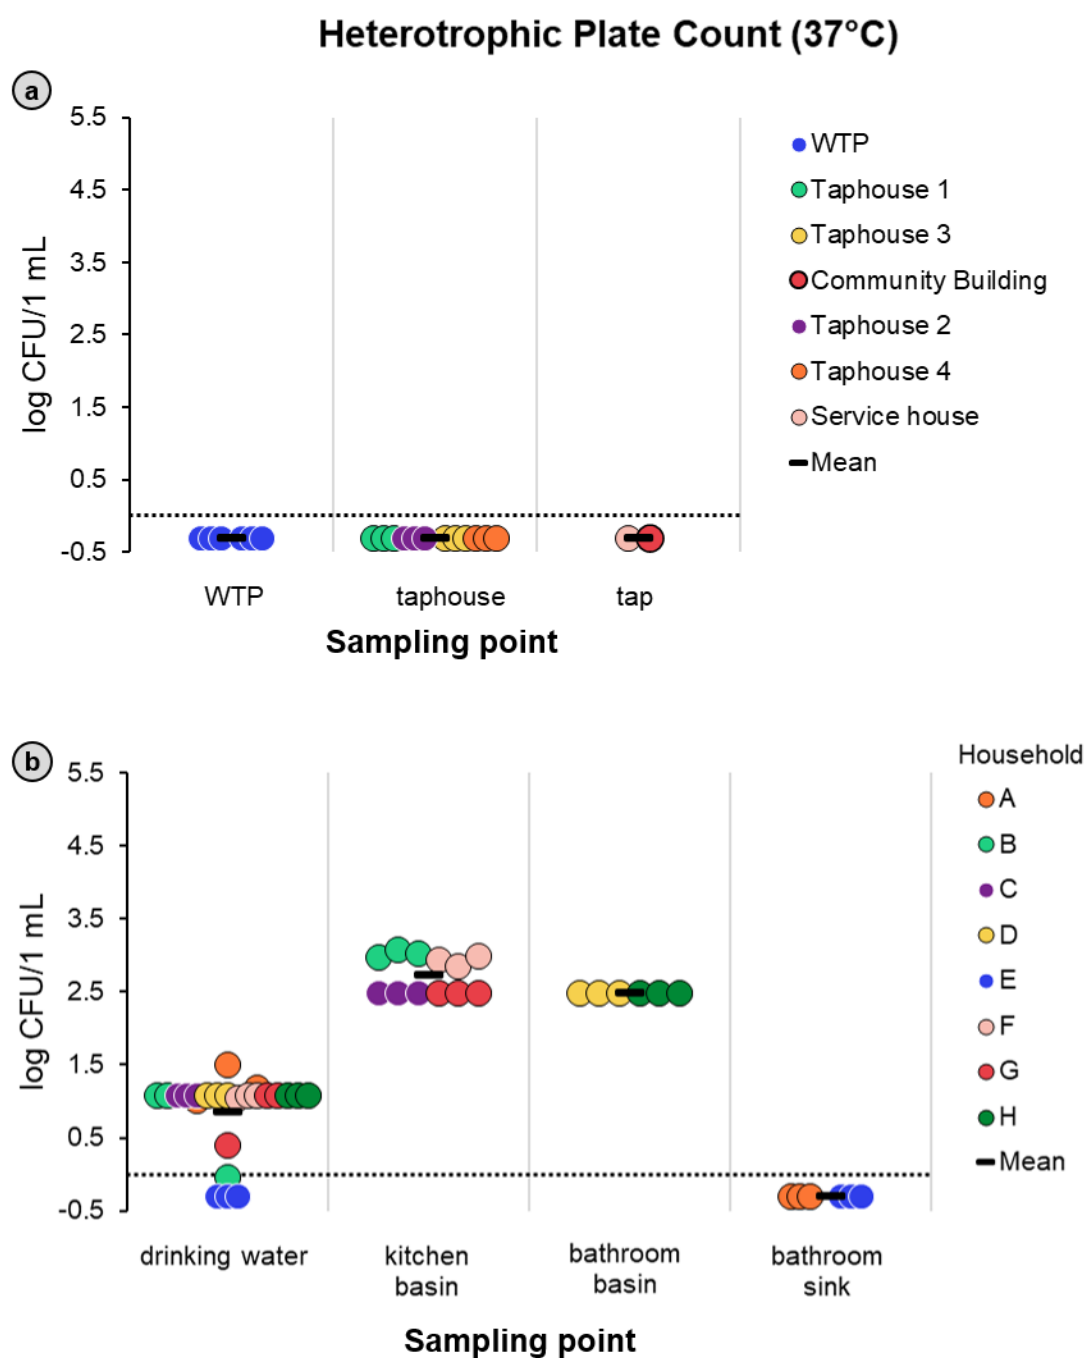 Heterotrophic Plate Count (37°C)
a
5.5
4.5
3.5
2.5
1.5
0.5
-0.5
log CFU/1 mL
WTP
taphouse
tap
Sampling point
WTP
Taphouse 1
Taphouse 3
Community Building
Taphouse 2
Taphouse 4
Service house
Mean
b
5.5
4.5
3.5
2.5
1.5
0.5
-0.5
log CFU/1 mL
drinking water
kitchen
basin
bathroom
basin
bathroom
sink
Sampling point
Household
A
B
C
D
E
F
G
H
Mean